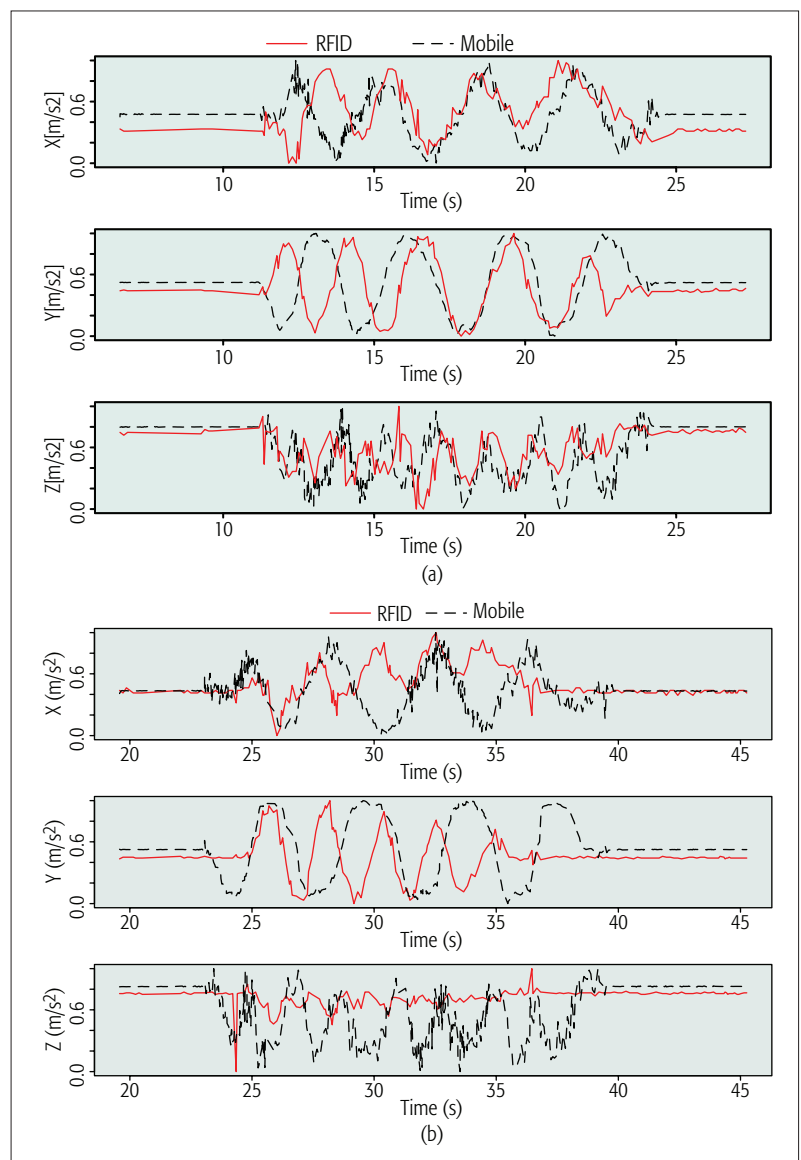 RFID Mobile
X[m/s2]
0.6
0.0
10 15 20 25
Time (s)
Y[m/s2]
0.6
0.0
10 15 20 25
Time (s)
Z[m/s2]
0.6
0.0
10 15 20 25
Time (s)
(a)
RFID Mobile
X (m/s²)
0.6
0.0
20 25 30 35 40 45
Time (s)
Y (m/s²)
0.6
0.0
20 25 30 35 40 45
Time (s)
Z (m/s²)
0.6
0.0
20 25 30 35 40 45
Time (s)
(b)